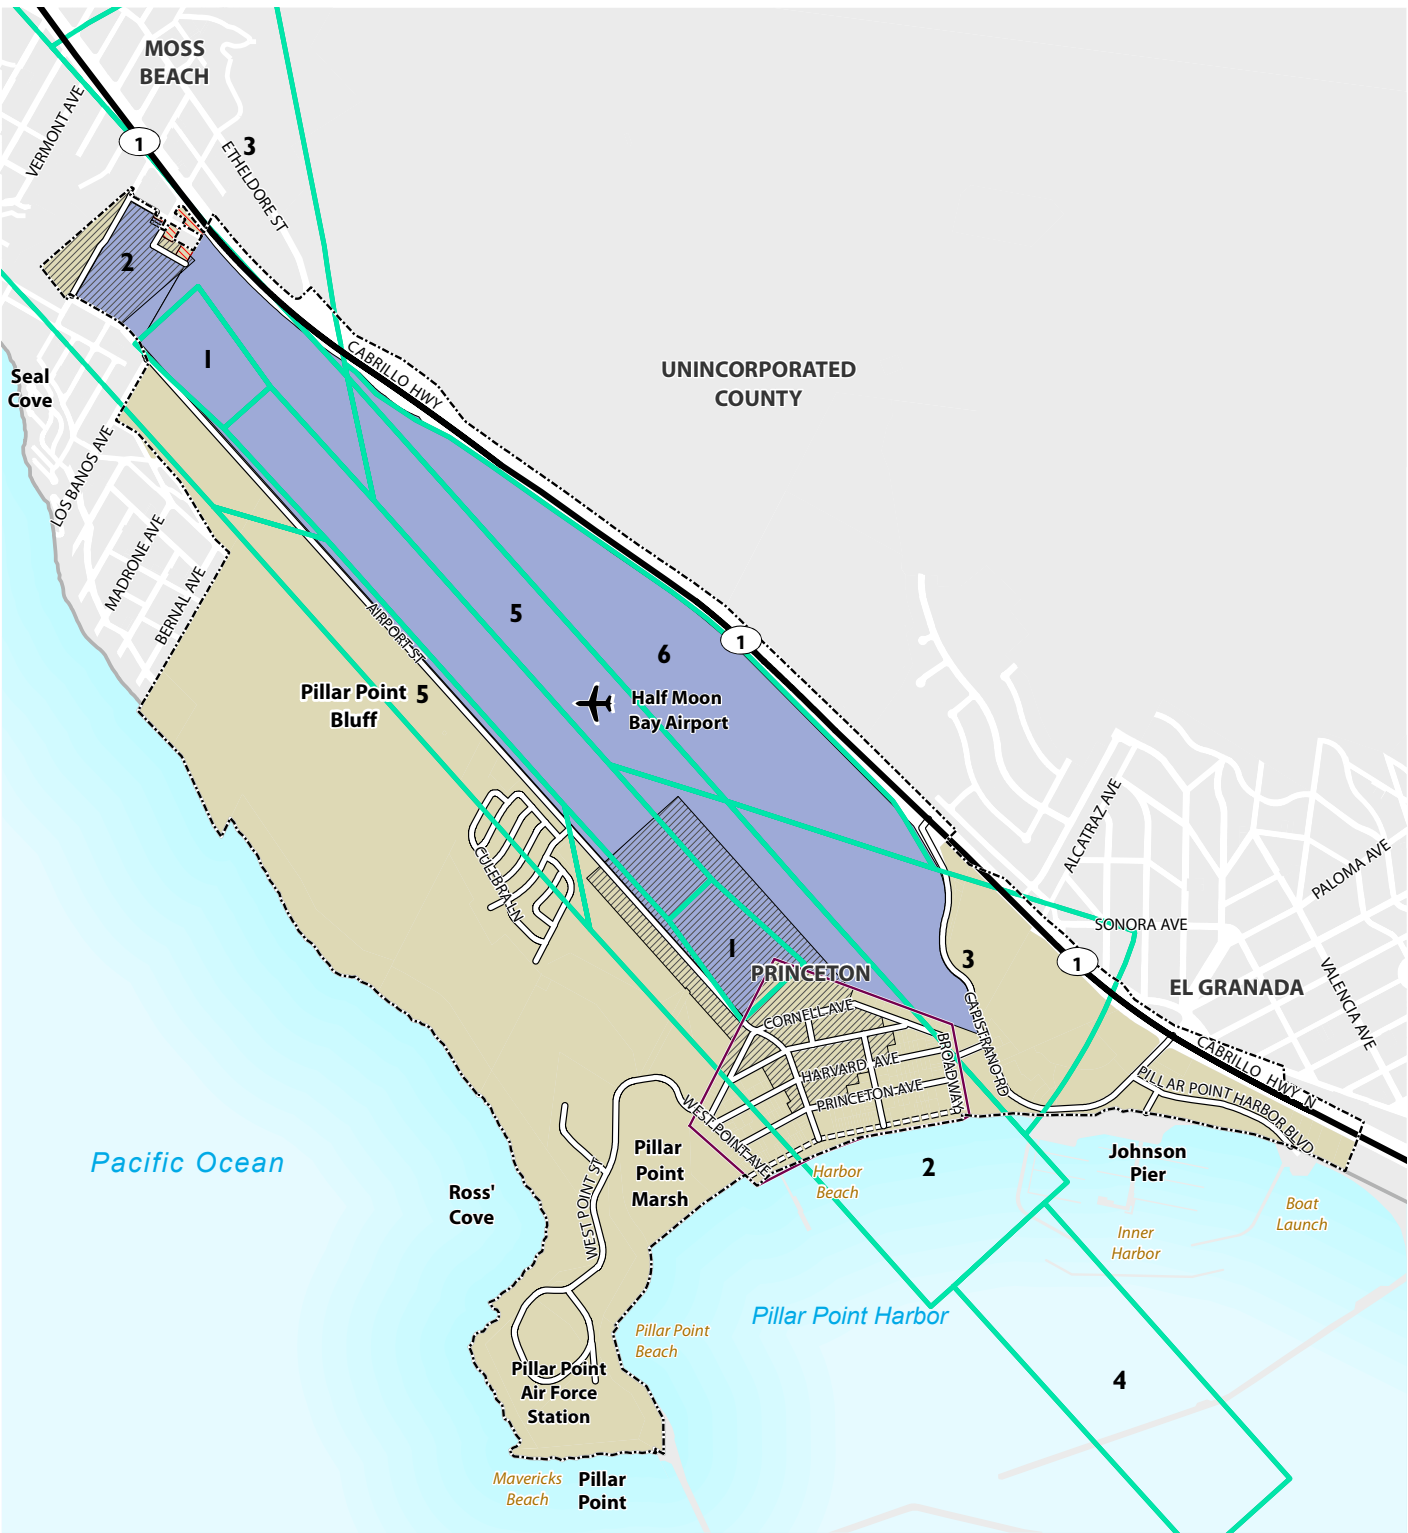 MOSS
BEACH
VERMONT AVE
1
3
ETHELDORE ST
2
1
Seal
Cove
CABRILLO HWY
UNINCORPORATED
COUNTY
LOS BANOS AVE
MADRONE AVE
BERNAL AVE
AIRPORT ST
5
6
1
Pillar Point
Bluff
5
Half Moon
Bay Airport
CULEBRA LN
ALCATRAZ AVE
PALOMA AVE
SONORA AVE
VALENCIA AVE
1
PRINCETON
3
1
EL GRANADA
CORNELL AVE
CAPISTRANO RD
BROADWAY
HARVARD AVE
PRINCETON AVE
CABRILLO HWY N
PILLAR POINT HARBOR BLVD
WEST POINT AVE
Pacific Ocean
Pillar
Point
Marsh
WEST POINT ST
Ross'
Cove
Harbor
Beach
2
Johnson
Pier
Inner
Harbor
Boat
Launch
Pillar Point Harbor
Pillar Point
Beach
Pillar Point
Air Force
Station
4
Mavericks
Beach
Pillar
Point